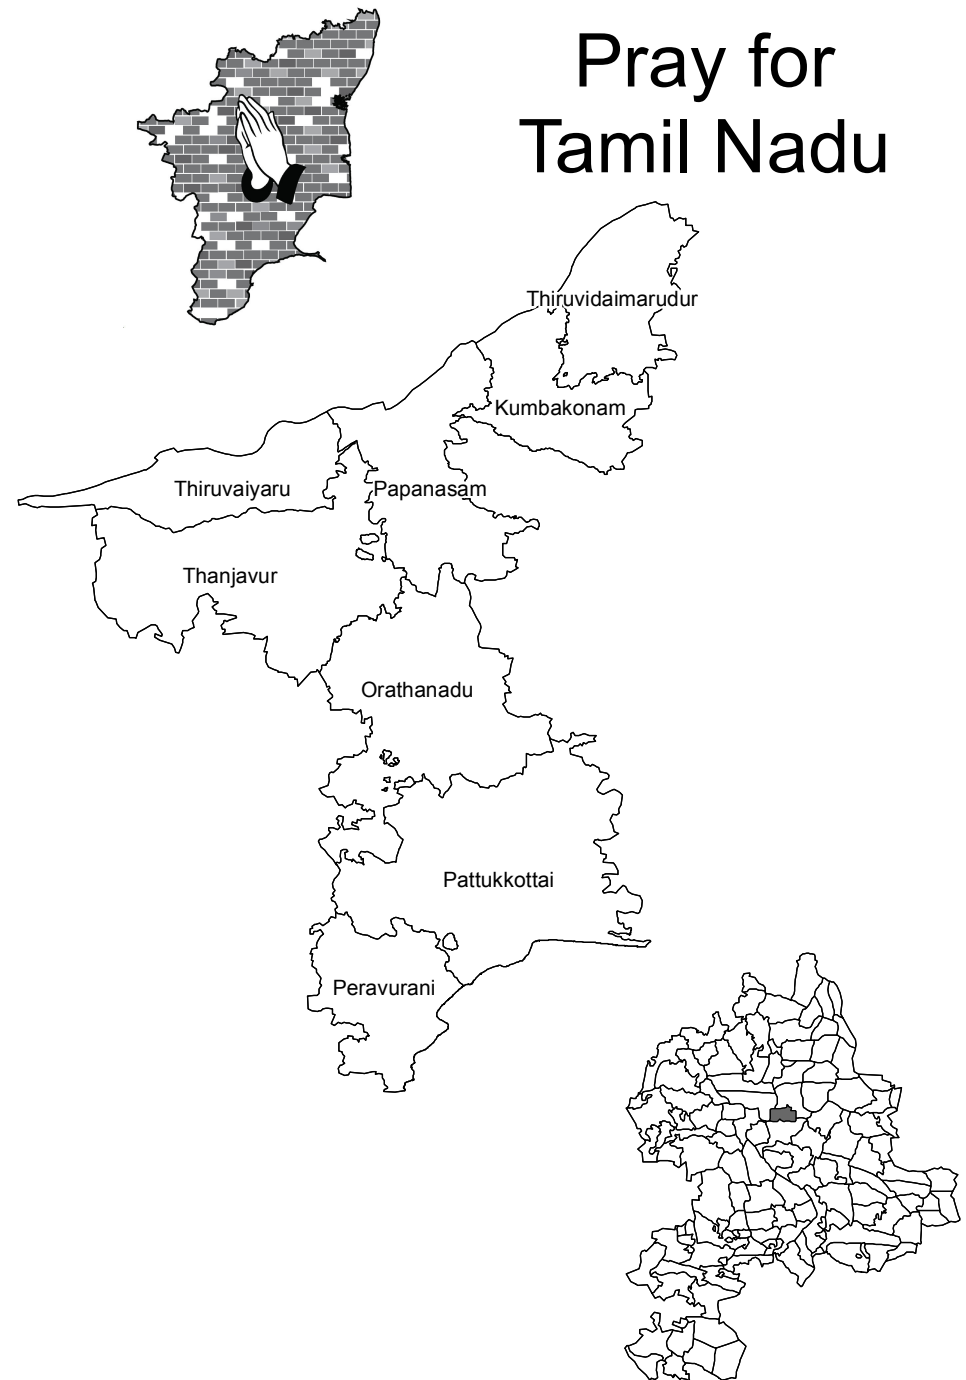 Pray for
Tamil Nadu
Thiruvidaimarudur
Kumbakonam
Thiruvaiyaru
Papanasam
Thanjavur
Orathanadu
Pattukkottai
Peravurani